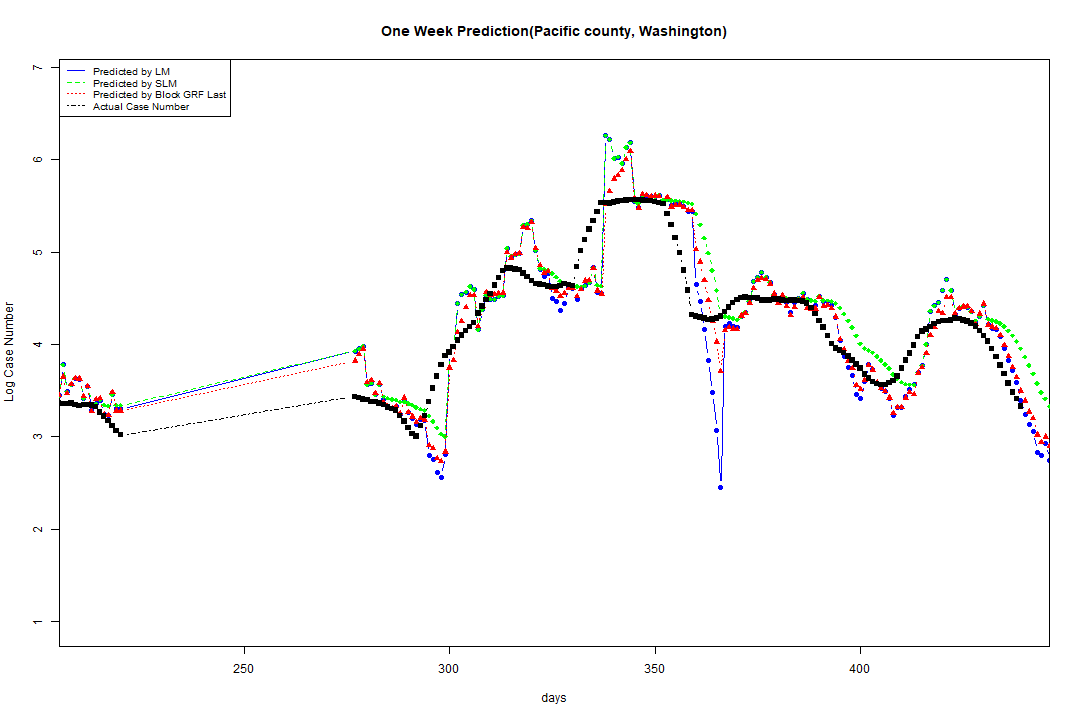 One Week Prediction(Pacific county, Washington)
Predicted by LM
Predicted by SLM
Predicted by Block GRF Last
Actual Case Number
7
6
5
4
3
2
1
Log Case Number
250 300 350 400
days